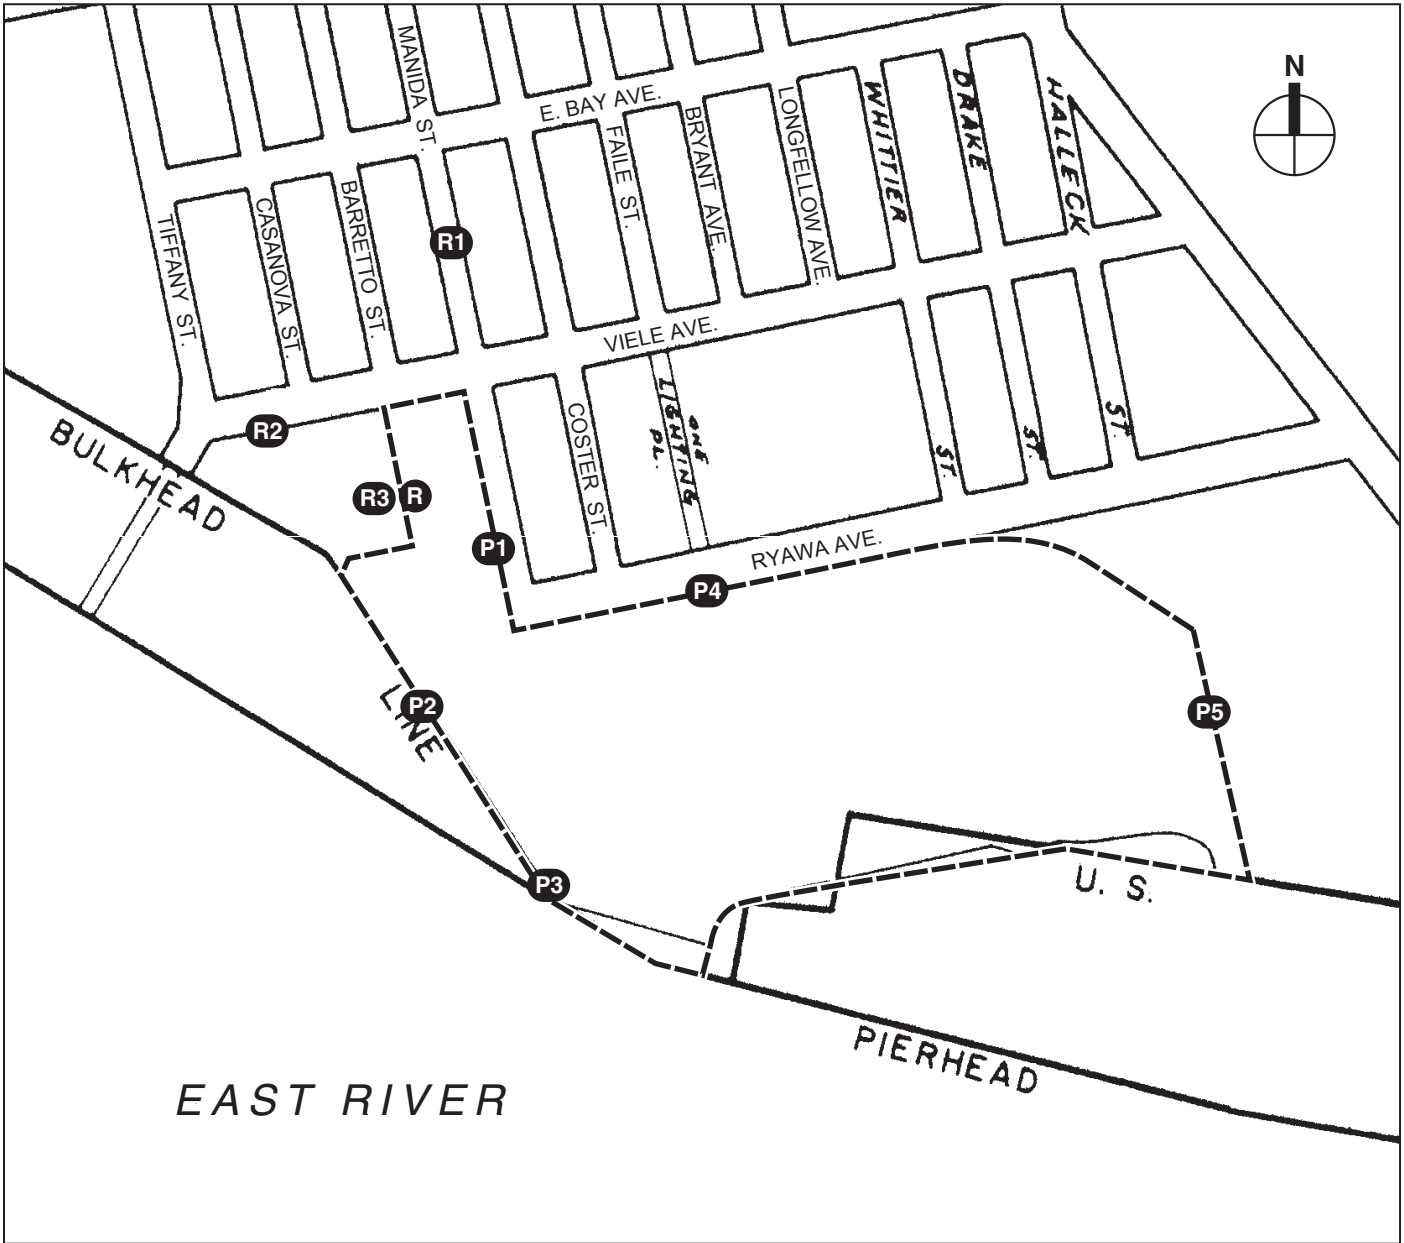 N
MANIDA ST.
E. BAY AVE.
WHITTIER
DRAKE
HALLECK
FAILE ST.
BRYANT AVE.
LONGFELLOW AVE.
TIFFANY ST.
CASANOVA ST.
BARRETTO ST.
R1
VIELE AVE.
BULKHEAD
R2
COSTER ST.
ONE
LIGHTING
PL.
ST.
ST.
ST.
R3
R
P1
RYAWA AVE.
P4
P2
LINE
P5
P3
U. S.
PIERHEAD
EAST RIVER